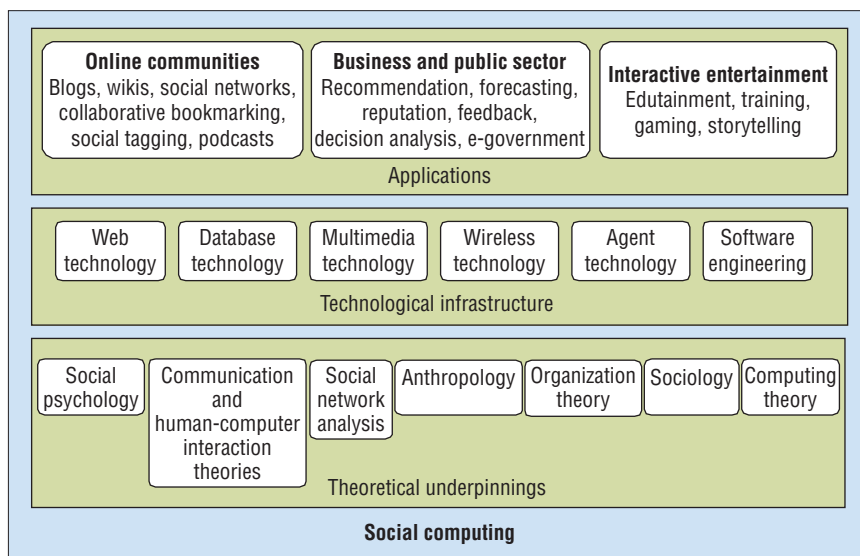 Online communities
Blogs, wikis, social networks,
collaborative bookmarking,
social tagging, podcasts
Business and public sector
Recommendation, forecasting,
reputation, feedback,
decision analysis, e-government
Interactive entertainment
Edutainment, training,
gaming, storytelling
Applications
Web
technology
Database
technology
Multimedia
technology
Wireless
technology
Agent
technology
Software
engineering
Technological infrastructure
Social
psychology
Communication
and
human-computer
interaction
theories
Social
network
analysis
Anthropology
Organization
theory
Sociology
Computing
theory
Theoretical underpinnings
Social computing